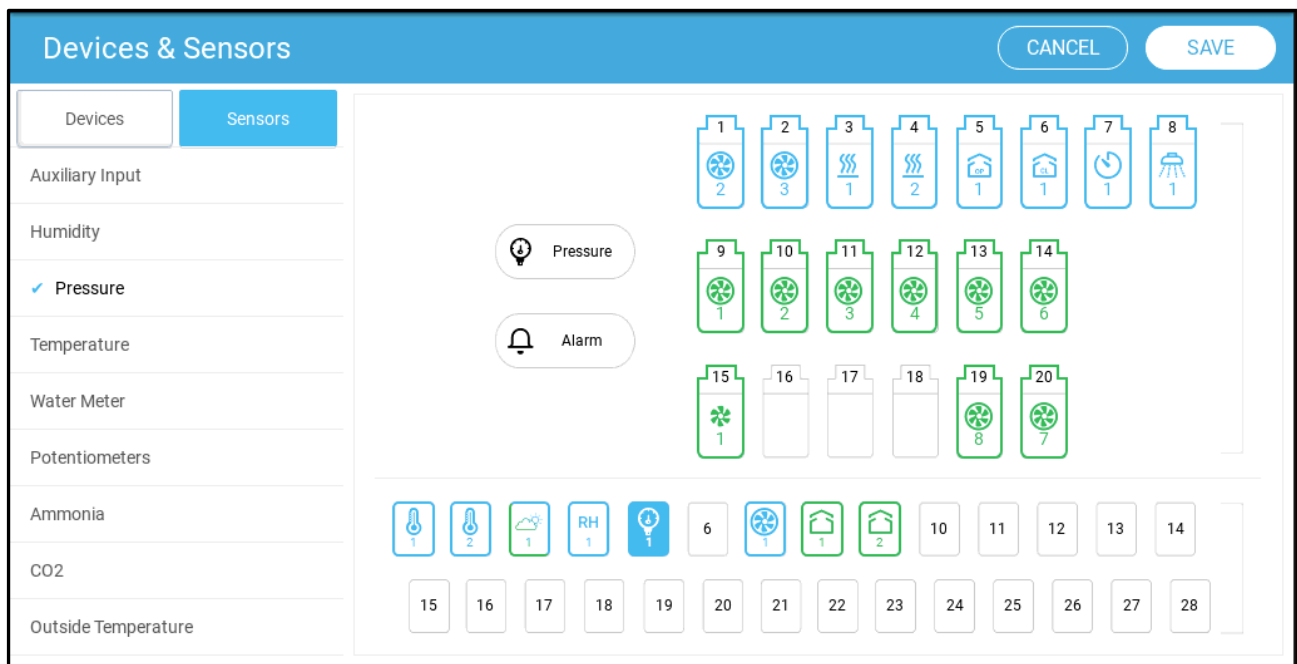 Devices & Sensors CANCEL SAVE
Devices Sensors
Auxiliary Input
Humidity
✓ Pressure
Temperature
Water Meter
Potentiometers
Ammonia
CO2
Outside Temperature
Pressure
Alarm
1 2 3 4 5 6 7 8
OP CL
2 3 1 2 1 1 1 1
9 10 11 12 13 14
1 2 3 4 5 6
15 16 17 18 19 20
1 8 7
RH 6 10 11 12 13 14
1 2 1 1 1 1 1 2
15 16 17 18 19 20 21 22 23 24 25 26 27 28